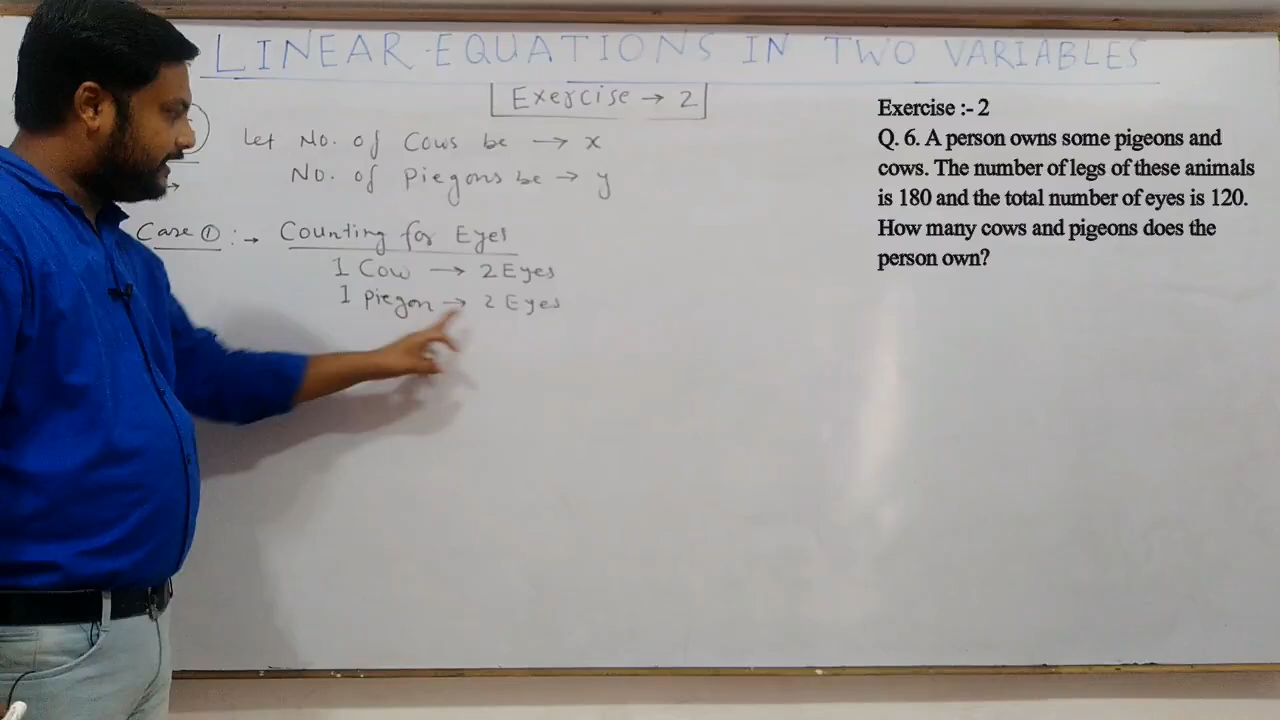 LINEAR EQUATIONS IN TWO VARIABLES
Exercise → 2
Let No. of Cows be → x
No. of Piegons be → y
Case ① :→ Counting for Eyes
1 Cow → 2 Eyes
1 Piegon → 2 Eyes
Exercise :- 2
Q. 6. A person owns some pigeons and
cows. The number of legs of these animals
is 180 and the total number of eyes is 120.
How many cows and pigeons does the
person own?